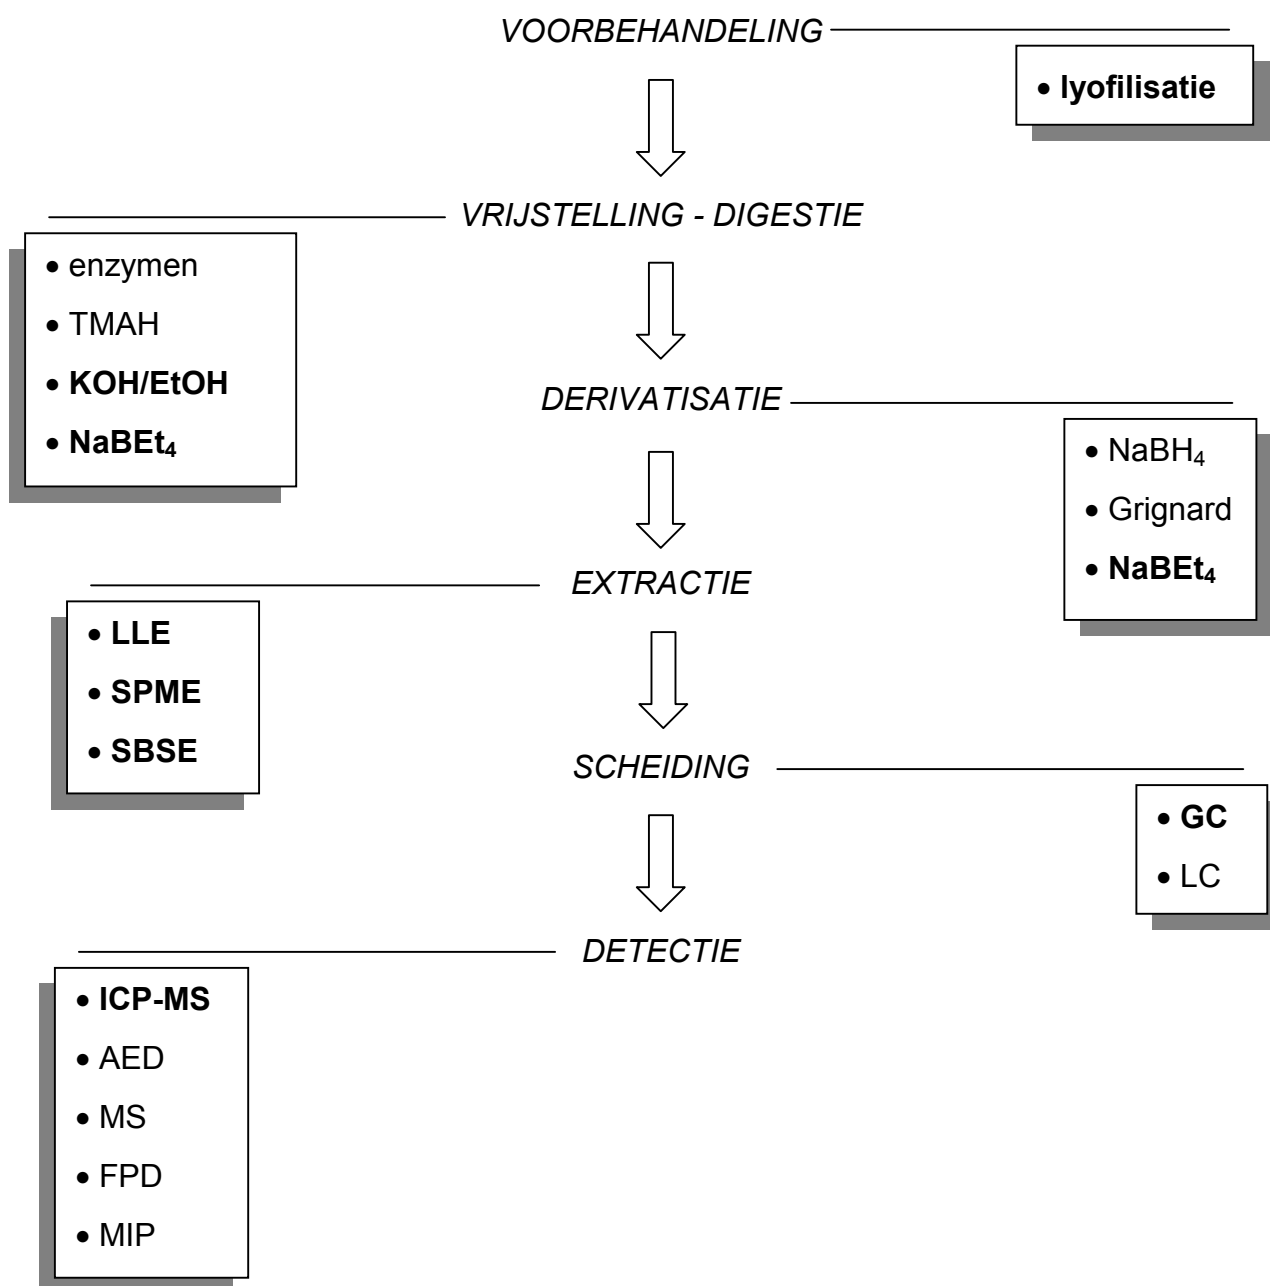 VOORBEHANDELING
• lyofilisatie
VRIJSTELLING - DIGESTIE
• enzymen
• TMAH
• KOH/EtOH
• NaBEt₄
DERIVATISATIE
• NaBH₄
• Grignard
• NaBEt₄
EXTRACTIE
• LLE
• SPME
• SBSE
SCHEIDING
• GC
• LC
DETECTIE
• ICP-MS
• AED
• MS
• FPD
• MIP